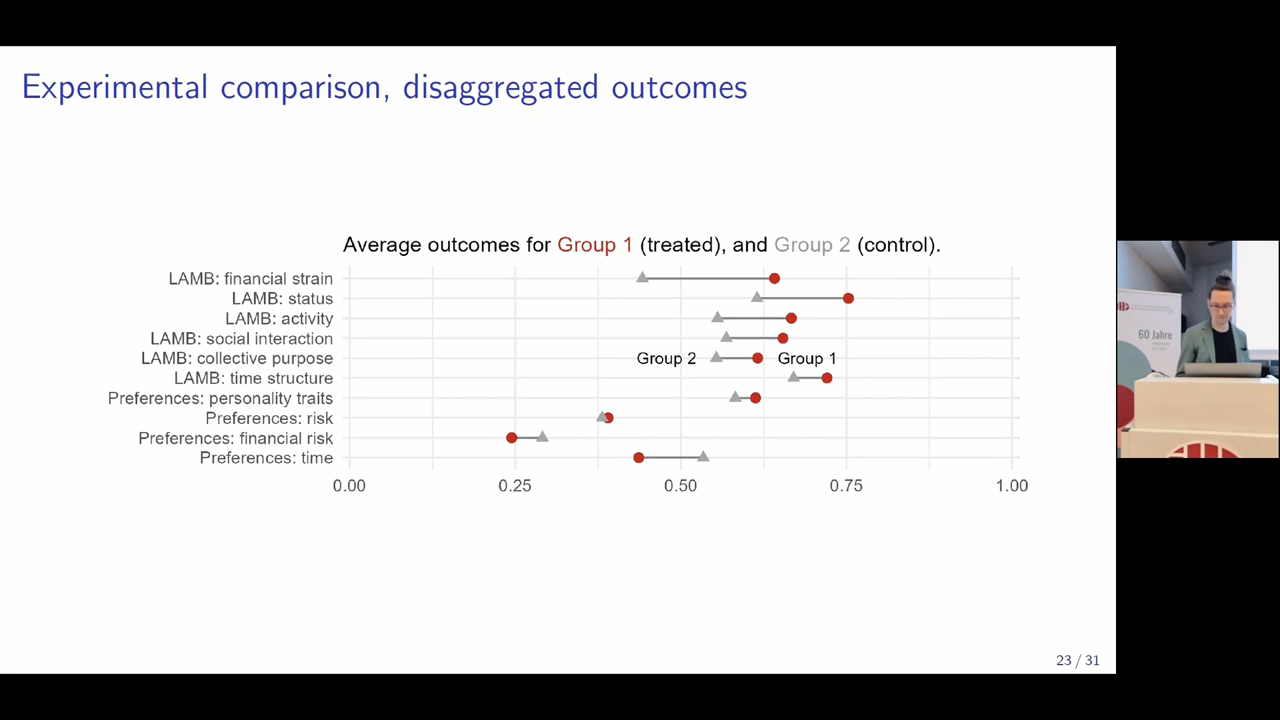 Experimental comparison, disaggregated outcomes
Average outcomes for Group 1 (treated), and Group 2 (control).
LAMB: financial strain
LAMB: status
LAMB: activity
LAMB: social interaction
LAMB: collective purpose
Group 2
Group 1
LAMB: time structure
Preferences: personality traits
Preferences: risk
Preferences: financial risk
Preferences: time
0.00
0.25
0.50
0.75
1.00
23 / 31
60 Jahre